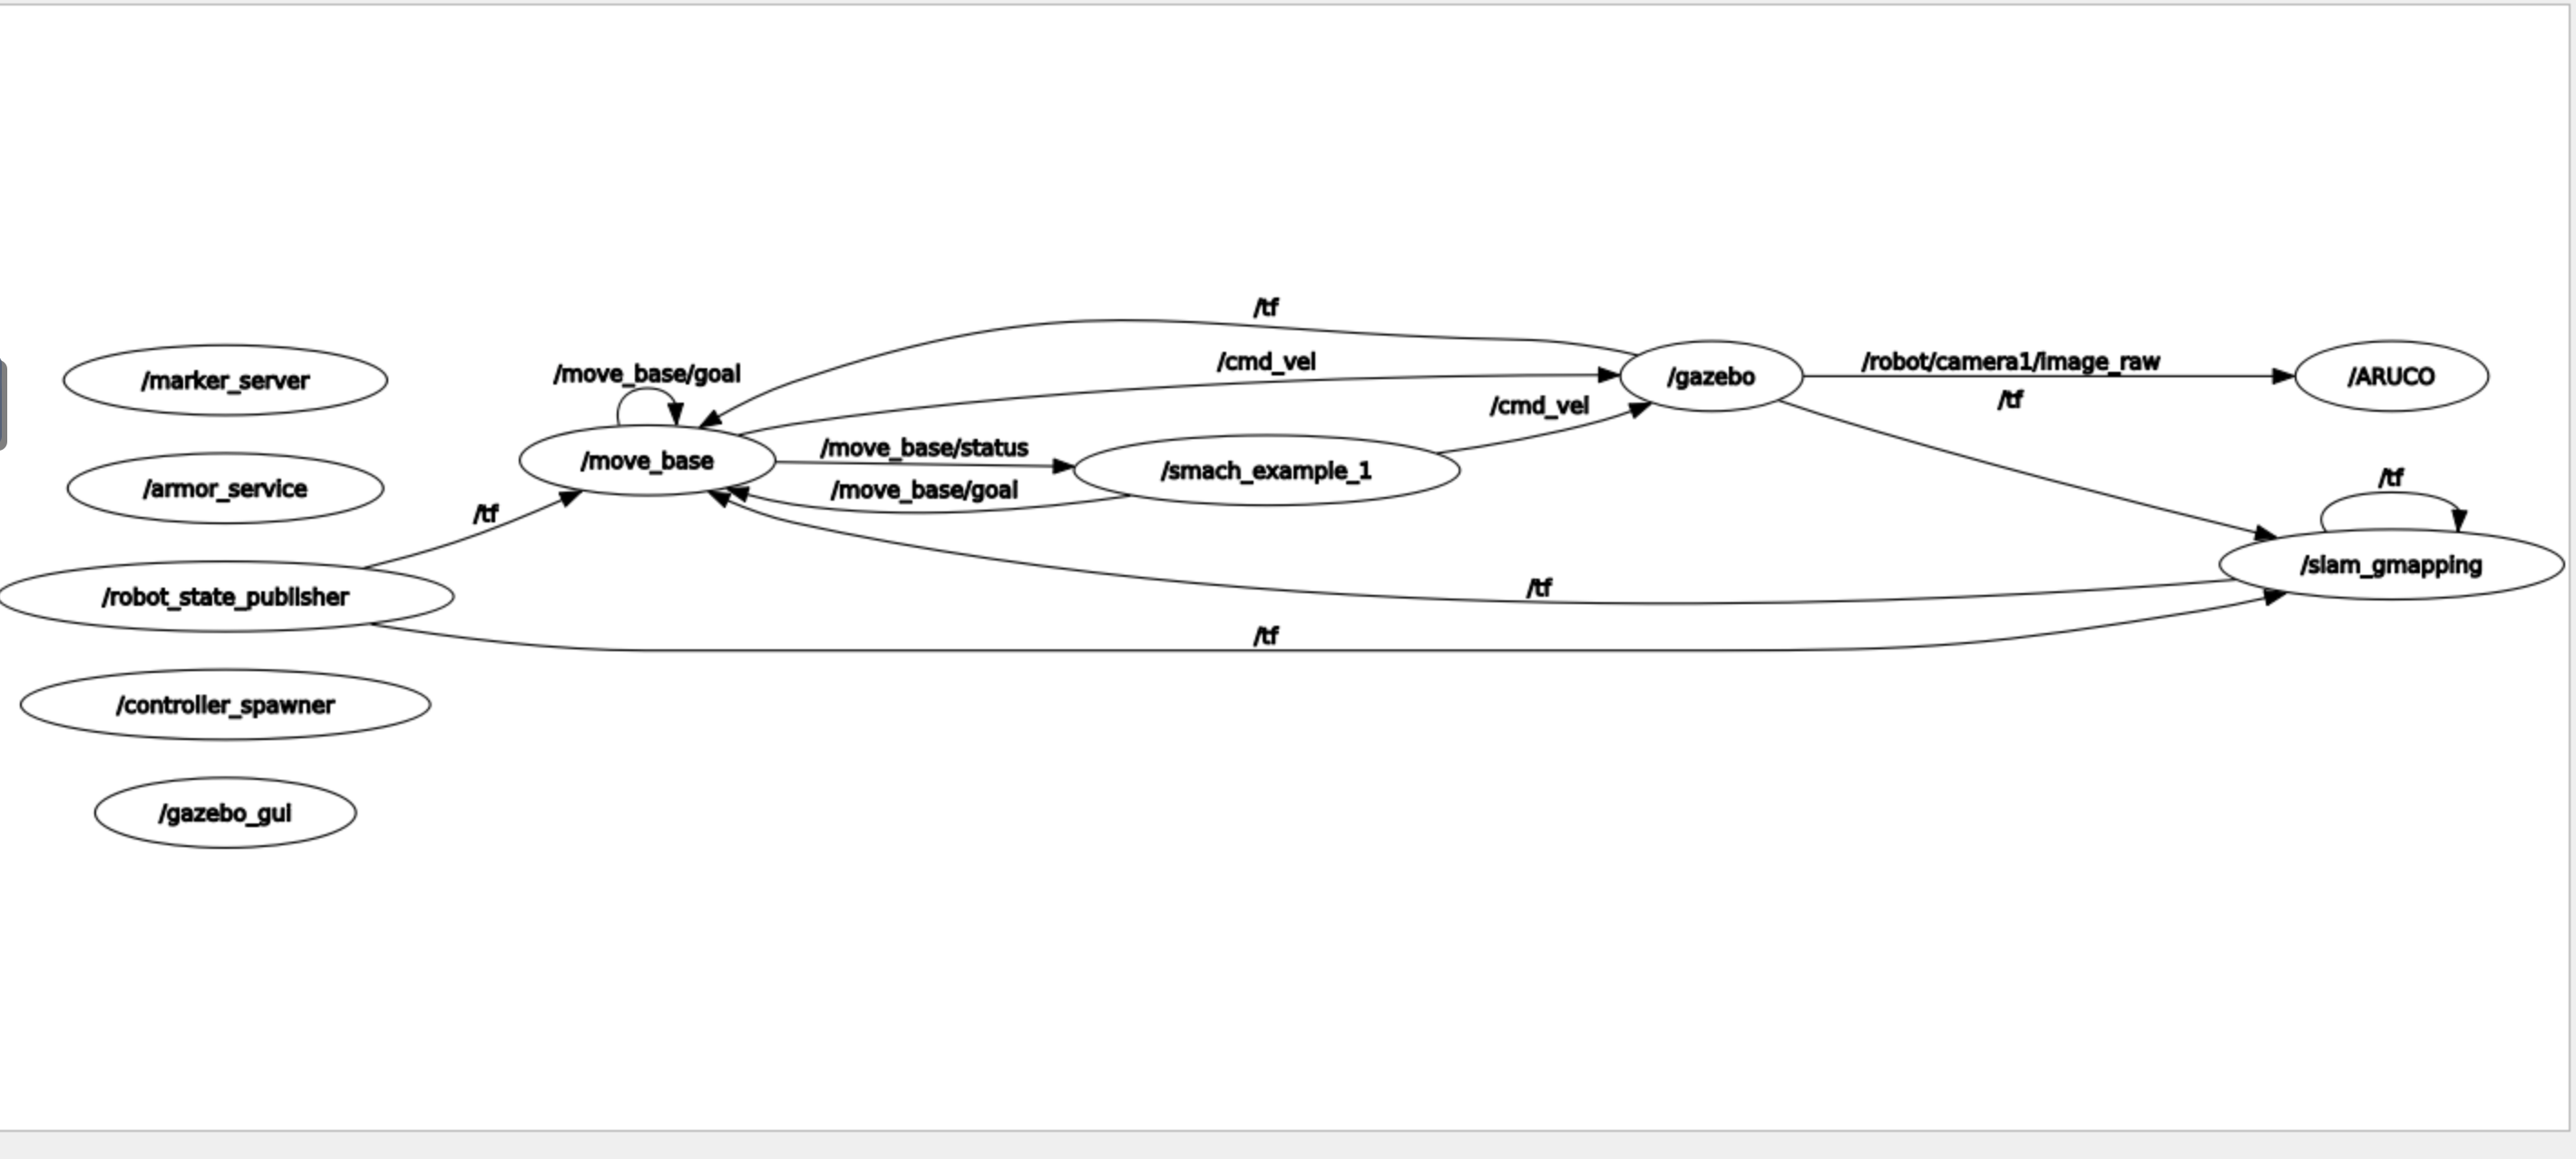 /tf
/cmd_vel
/robot/camera1/image_raw
/move_base/goal
/marker_server
/gazebo
/ARUCO
/tf
/cmd_vel
/move_base/status
/move_base
/smach_example_1
/tf
/armor_service
/move_base/goal
/tf
/slam_gmapping
/tf
/robot_state_publisher
/tf
/controller_spawner
/gazebo_gui